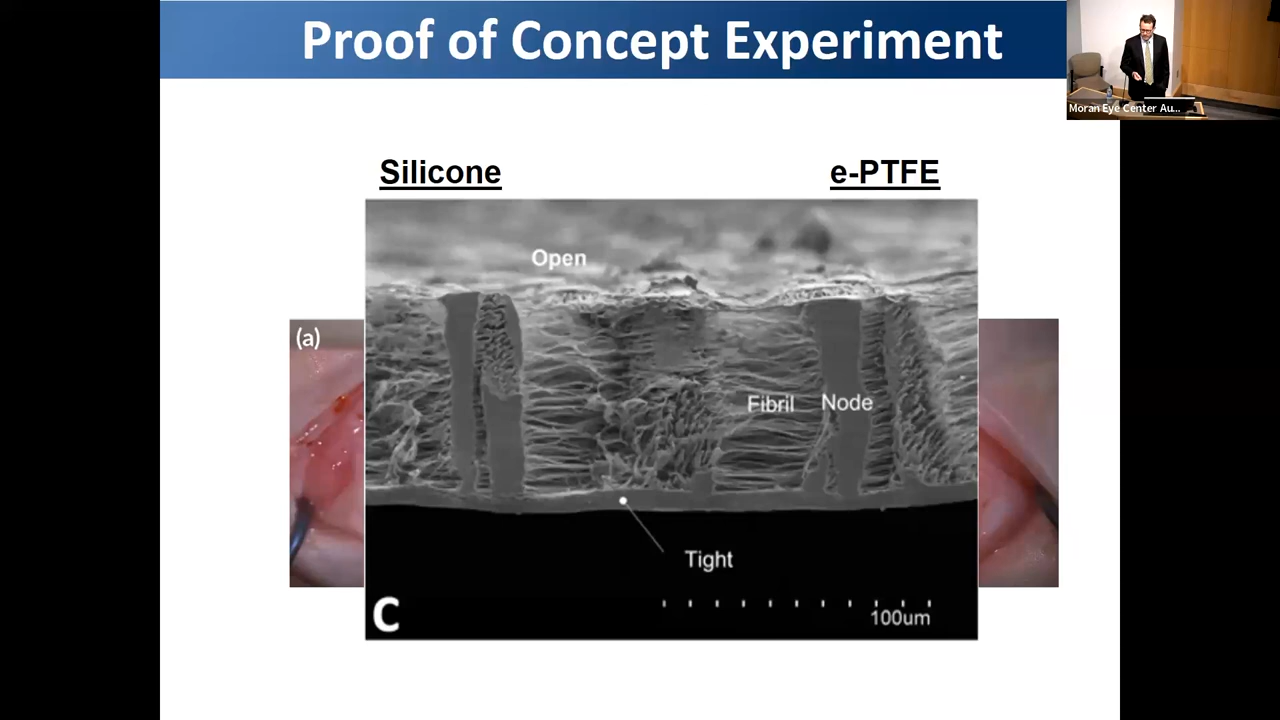 Proof of Concept Experiment
Moran Eye Center Au...
Silicone
e-PTFE
Open
(a)
Fibril
Node
Tight
C
100um